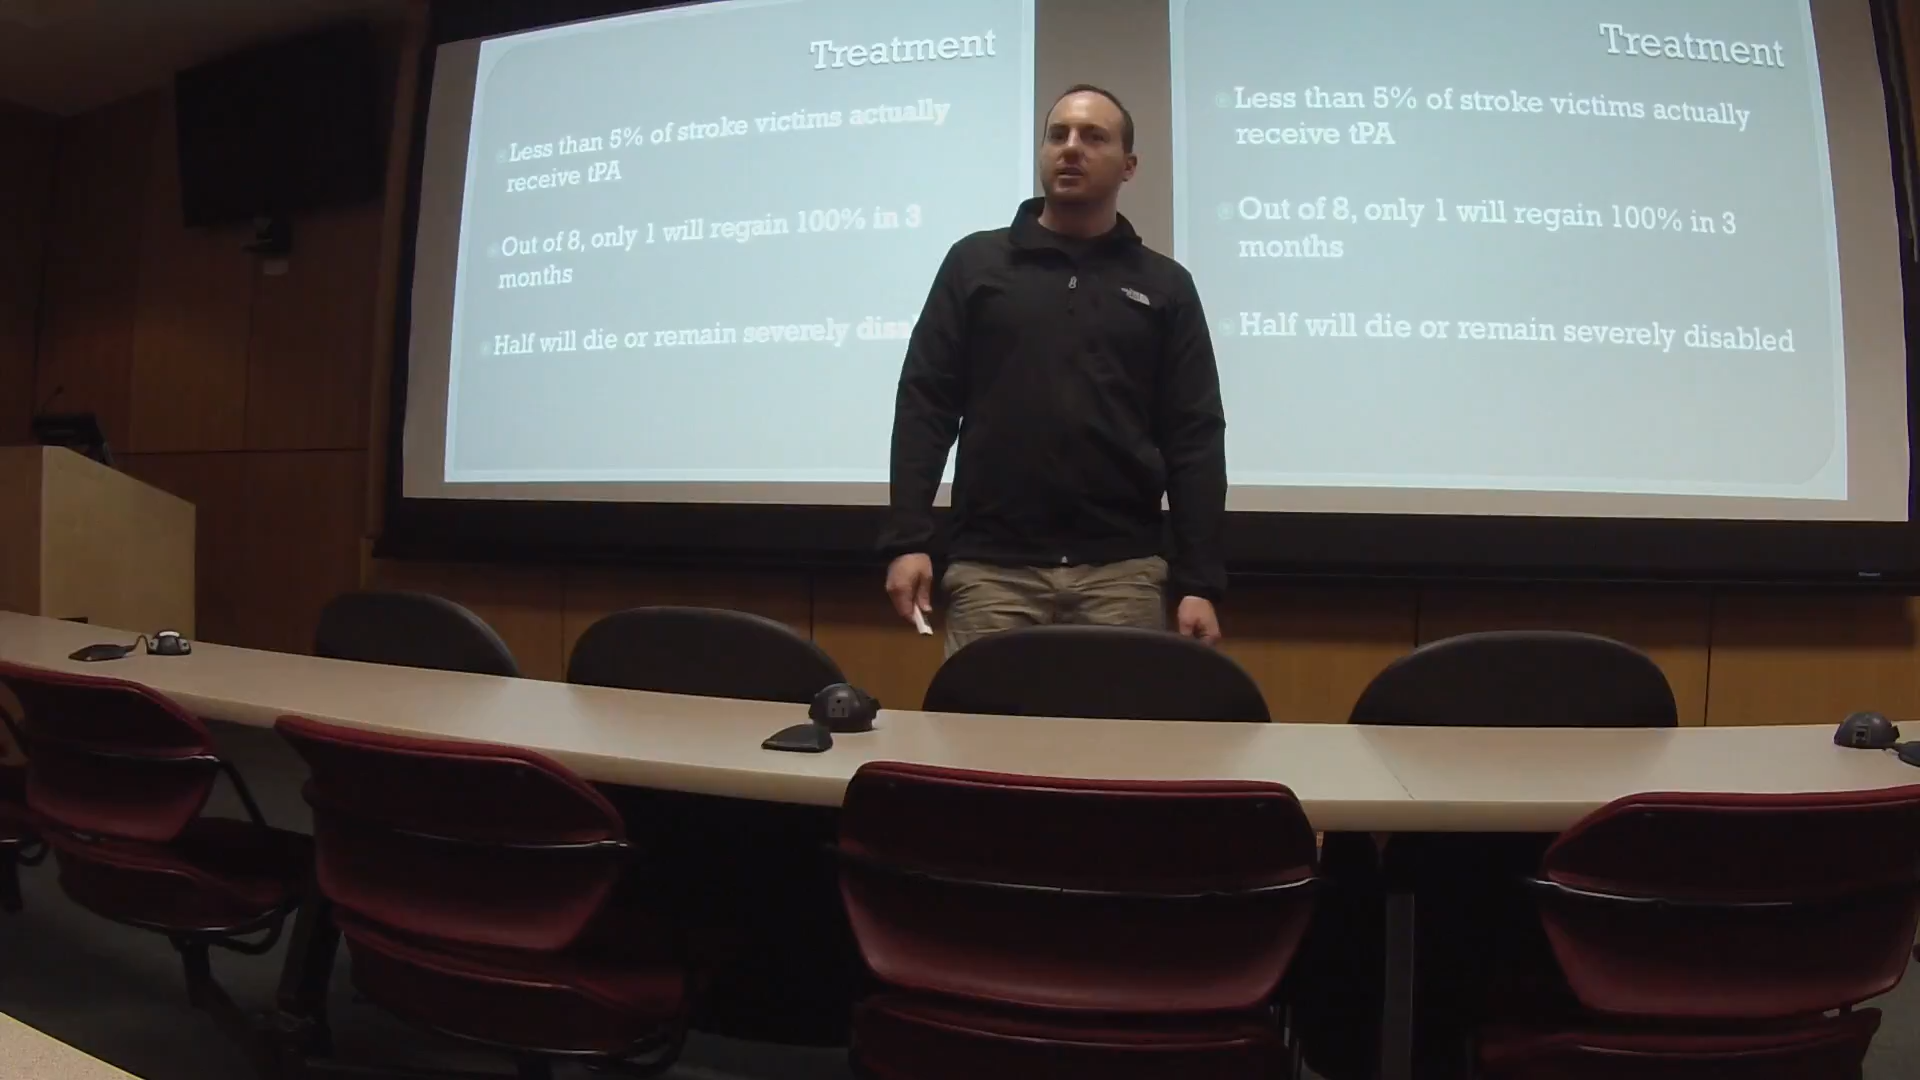 Treatment
Less than 5% of stroke victims actually
receive tPA
Out of 8, only 1 will regain 100% in 3
months
Half will die or remain severely disa
Treatment
Less than 5% of stroke victims actually
receive tPA
Out of 8, only 1 will regain 100% in 3
months
Half will die or remain severely disabled